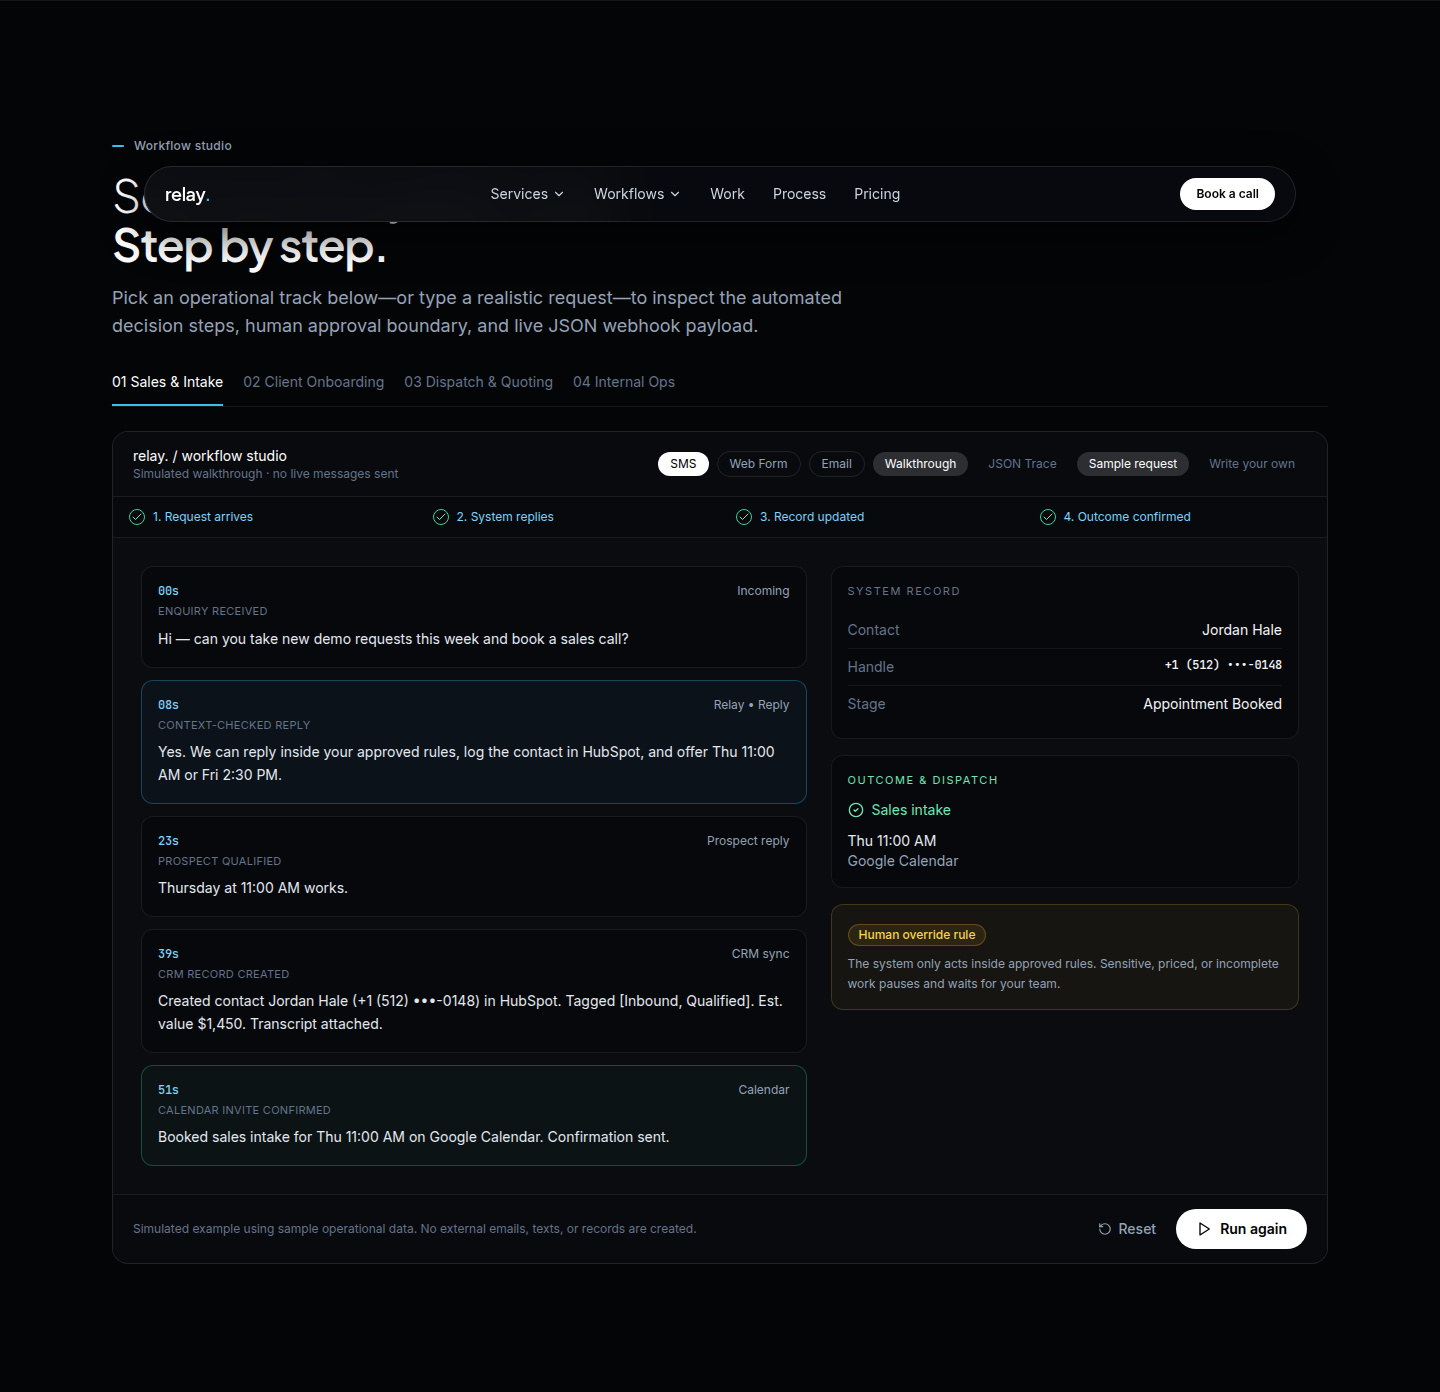 Workflow studio
relay.
Services
Workflows
Work
Process
Pricing
Book a call
Step by step.
Pick an operational track below—or type a realistic request—to inspect the automated
decision steps, human approval boundary, and live JSON webhook payload.
01 Sales & Intake
02 Client Onboarding
03 Dispatch & Quoting
04 Internal Ops
relay. / workflow studio
Simulated walkthrough · no live messages sent
SMS
Web Form
Email
Walkthrough
JSON Trace
Sample request
Write your own
1. Request arrives
2. System replies
3. Record updated
4. Outcome confirmed
00s
Incoming
ENQUIRY RECEIVED
Hi — can you take new demo requests this week and book a sales call?
08s
Relay • Reply
CONTEXT-CHECKED REPLY
Yes. We can reply inside your approved rules, log the contact in HubSpot, and offer Thu 11:00
AM or Fri 2:30 PM.
23s
Prospect reply
PROSPECT QUALIFIED
Thursday at 11:00 AM works.
39s
CRM sync
CRM RECORD CREATED
Created contact Jordan Hale (+1 (512) •••-0148) in HubSpot. Tagged [Inbound, Qualified]. Est.
value $1,450. Transcript attached.
51s
Calendar
CALENDAR INVITE CONFIRMED
Booked sales intake for Thu 11:00 AM on Google Calendar. Confirmation sent.
SYSTEM RECORD
Contact
Jordan Hale
Handle
+1 (512) •••-0148
Stage
Appointment Booked
OUTCOME & DISPATCH
Sales intake
Thu 11:00 AM
Google Calendar
Human override rule
The system only acts inside approved rules. Sensitive, priced, or incomplete
work pauses and waits for your team.
Simulated example using sample operational data. No external emails, texts, or records are created.
Reset
Run again